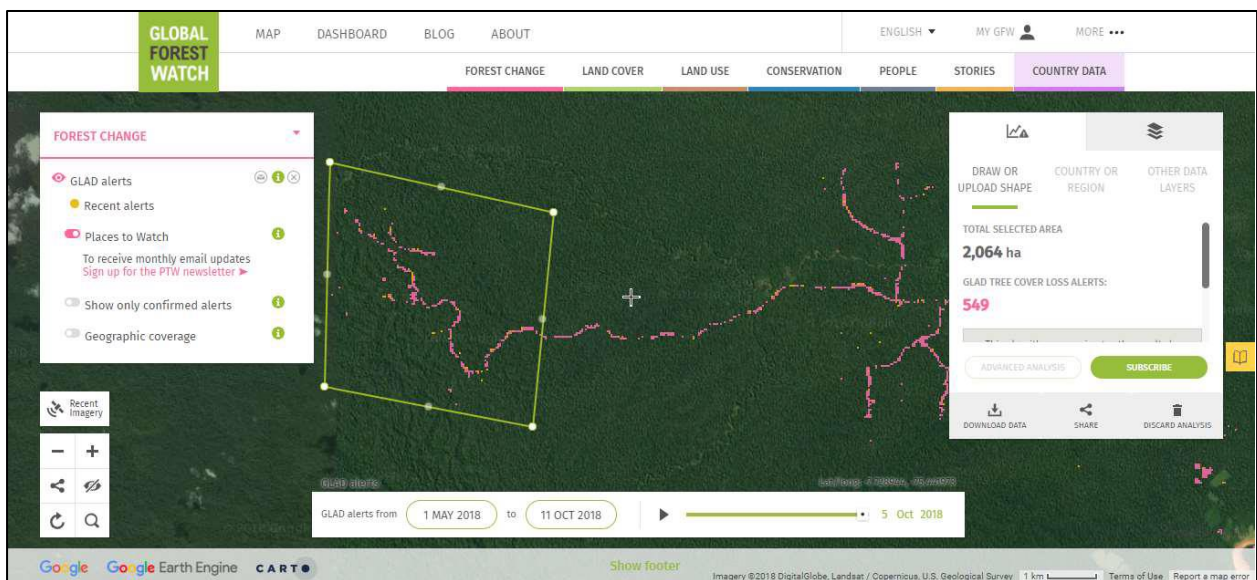 GLOBAL
FOREST
WATCH
MAP DASHBOARD BLOG ABOUT
ENGLISH MY GFW MORE
FOREST CHANGE LAND COVER LAND USE CONSERVATION PEOPLE STORIES COUNTRY DATA
FOREST CHANGE
GLAD alerts
Recent alerts
Places to Watch
To receive monthly email updates
Sign up for the PTW newsletter ➤
Show only confirmed alerts
Geographic coverage
Recent
Imagery
DRAW OR
UPLOAD SHAPE
COUNTRY OR
REGION
OTHER DATA
LAYERS
TOTAL SELECTED AREA
2,064 ha
GLAD TREE COVER LOSS ALERTS:
549
ADVANCED ANALYSIS SUBSCRIBE
DOWNLOAD DATA SHARE DISCARD ANALYSIS
GLAD alerts
Lat/long:
GLAD alerts from 1 MAY 2018 to 11 OCT 2018 5 Oct 2018
Google Google Earth Engine CARTO
Show footer
Imagery ©2018 DigitalGlobe, Landsat / Copernicus, U.S. Geological Survey 1 km Terms of Use Report a map error